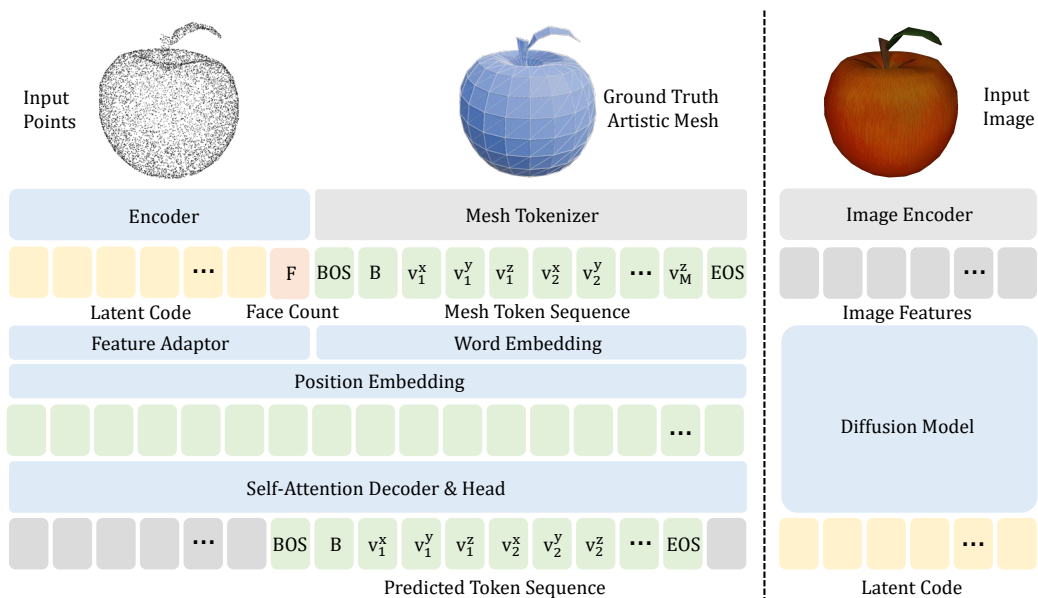 Input
Points
Ground Truth
Artistic Mesh
Input
Image
Encoder
Mesh Tokenizer
Image Encoder
... F BOS B v₁ˣ v₁ʸ v₁ᶻ v₂ˣ v₂ʸ ... v_Mᶻ EOS
...
Latent Code
Face Count
Mesh Token Sequence
Image Features
Feature Adaptor
Word Embedding
Position Embedding
...
Diffusion Model
Self-Attention Decoder & Head
... BOS B v₁ˣ v₁ʸ v₁ᶻ v₂ˣ v₂ʸ v₂ᶻ ... EOS
...
Predicted Token Sequence
Latent Code